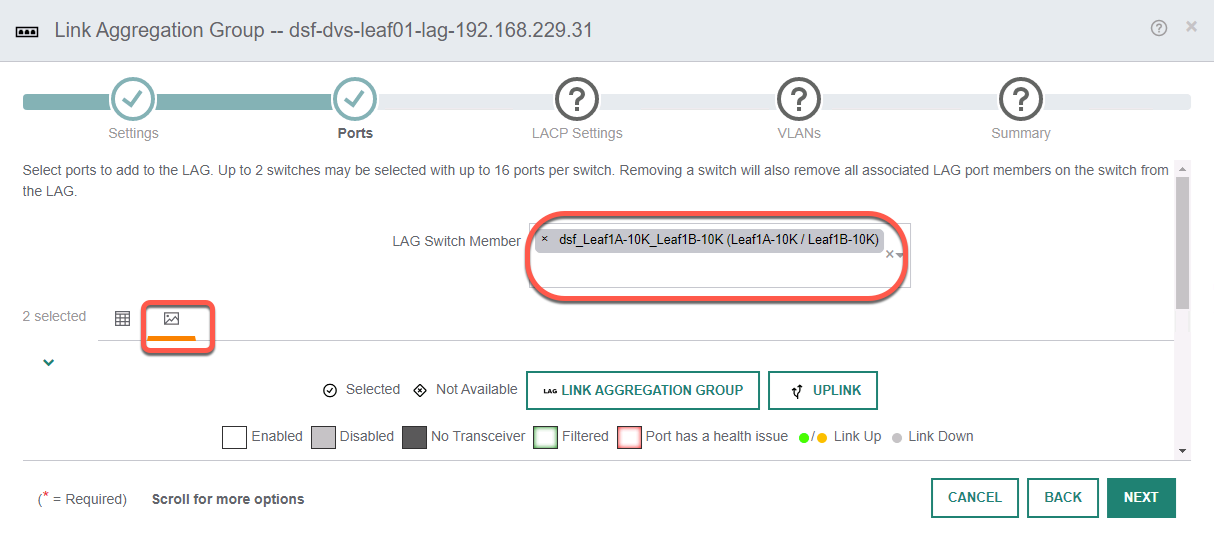 Link Aggregation Group -- dsf-dvs-leaf01-lag-192.168.229.31
Settings
Ports
LACP Settings
VLANs
Summary
Select ports to add to the LAG. Up to 2 switches may be selected with up to 16 ports per switch. Removing a switch will also remove all associated LAG port members on the switch from
the LAG.
LAG Switch Member
× dsf_Leaf1A-10K_Leaf1B-10K (Leaf1A-10K / Leaf1B-10K)
2 selected
Selected Not Available LAG LINK AGGREGATION GROUP UPLINK
Enabled Disabled No Transceiver Filtered Port has a health issue / Link Up Link Down
(* = Required) Scroll for more options
CANCEL BACK NEXT